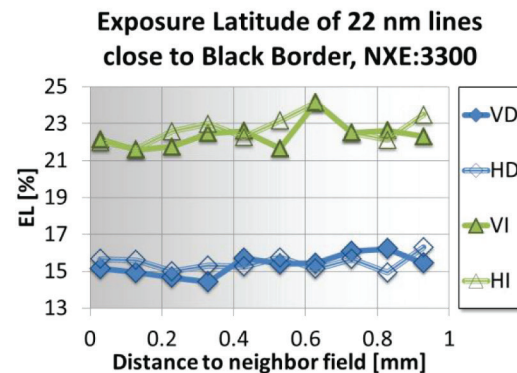 Exposure Latitude of 22 nm lines
close to Black Border, NXE:3300
25
23
21
19
17
15
13
EL [%]
0 0.2 0.4 0.6 0.8 1
Distance to neighbor field [mm]
VD
HD
VI
HI